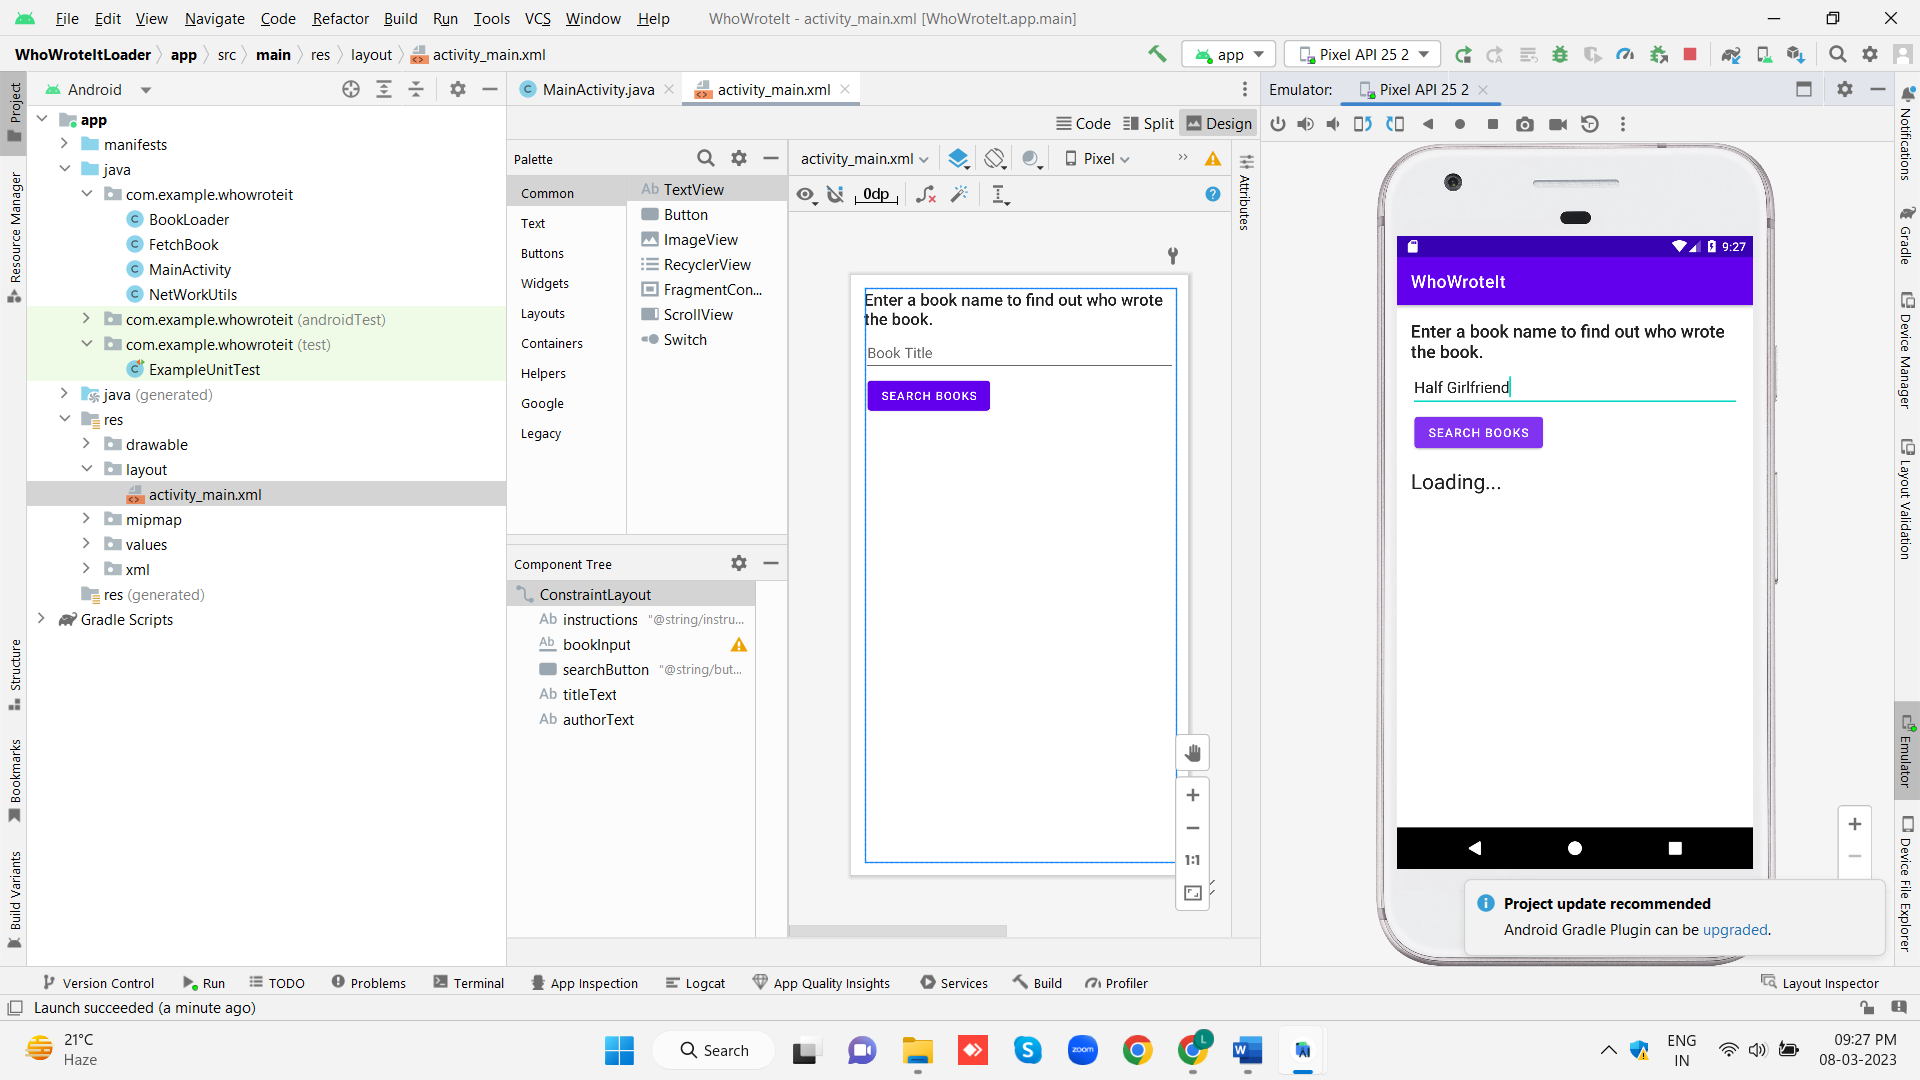 File Edit View Navigate Code Refactor Build Run Tools VCS Window Help WhoWroteIt - activity_main.xml [WhoWroteIt.app.main]
WhoWroteItLoader app src main res layout activity_main.xml app Pixel API 25 2
Project
Resource Manager
Structure
Bookmarks
Build Variants
Android
app
manifests
java
com.example.whowroteit
BookLoader
FetchBook
MainActivity
NetWorkUtils
com.example.whowroteit (androidTest)
com.example.whowroteit (test)
ExampleUnitTest
java (generated)
res
drawable
layout
activity_main.xml
mipmap
values
xml
res (generated)
Gradle Scripts
MainActivity.java activity_main.xml
Code Split Design
Palette
Common
Text
Buttons
Widgets
Layouts
Containers
Helpers
Google
Legacy
Ab TextView
Button
ImageView
RecyclerView
FragmentCon...
ScrollView
Switch
Component Tree
ConstraintLayout
Ab instructions "@string/instru...
Ab bookInput
searchButton "@string/but...
Ab titleText
Ab authorText
activity_main.xml Pixel
0dp
Enter a book name to find out who wrote
the book.
Book Title
SEARCH BOOKS
1:1
Attributes
Emulator: Pixel API 25 2
9:27
WhoWroteIt
Enter a book name to find out who wrote
the book.
Half Girlfriend
SEARCH BOOKS
Loading...
Project update recommended
Android Gradle Plugin can be upgraded.
Notifications
Gradle
Device Manager
Layout Validation
Emulator
Device File Explorer
Version Control Run TODO Problems Terminal App Inspection Logcat App Quality Insights Services Build Profiler Layout Inspector
Launch succeeded (a minute ago)
21°C
Haze
Search
zoom
L
W
ENG
IN
09:27 PM
08-03-2023